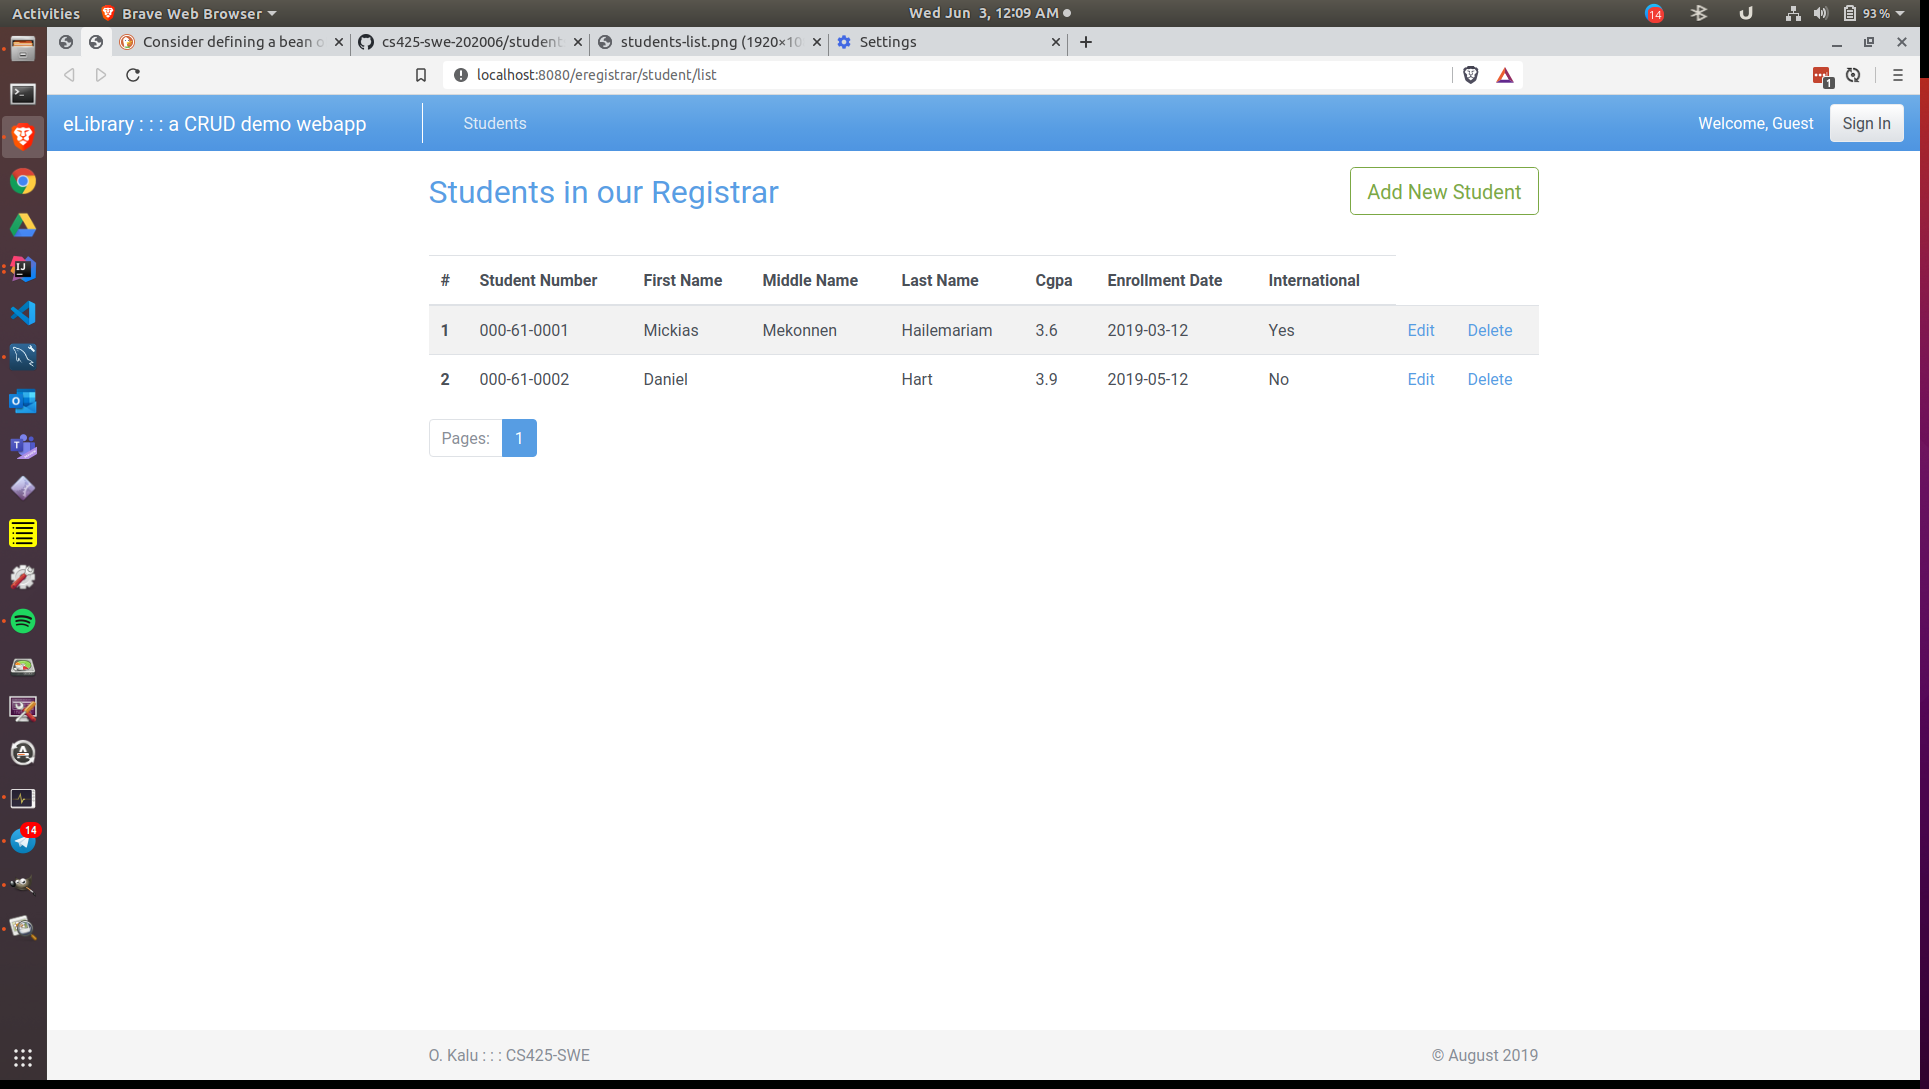 Activities Brave Web Browser Wed Jun 3, 12:09 AM 14 93 %
Consider defining a bean o cs425-swe-202006/student students-list.png (1920×10 Settings
localhost:8080/eregistrar/student/list 1
eLibrary : : : a CRUD demo webapp Students Welcome, Guest Sign In
Students in our Registrar Add New Student
# Student Number First Name Middle Name Last Name Cgpa Enrollment Date International
1 000-61-0001 Mickias Mekonnen Hailemariam 3.6 2019-03-12 Yes Edit Delete
2 000-61-0002 Daniel Hart 3.9 2019-05-12 No Edit Delete
Pages: 1
14
O. Kalu : : : CS425-SWE © August 2019